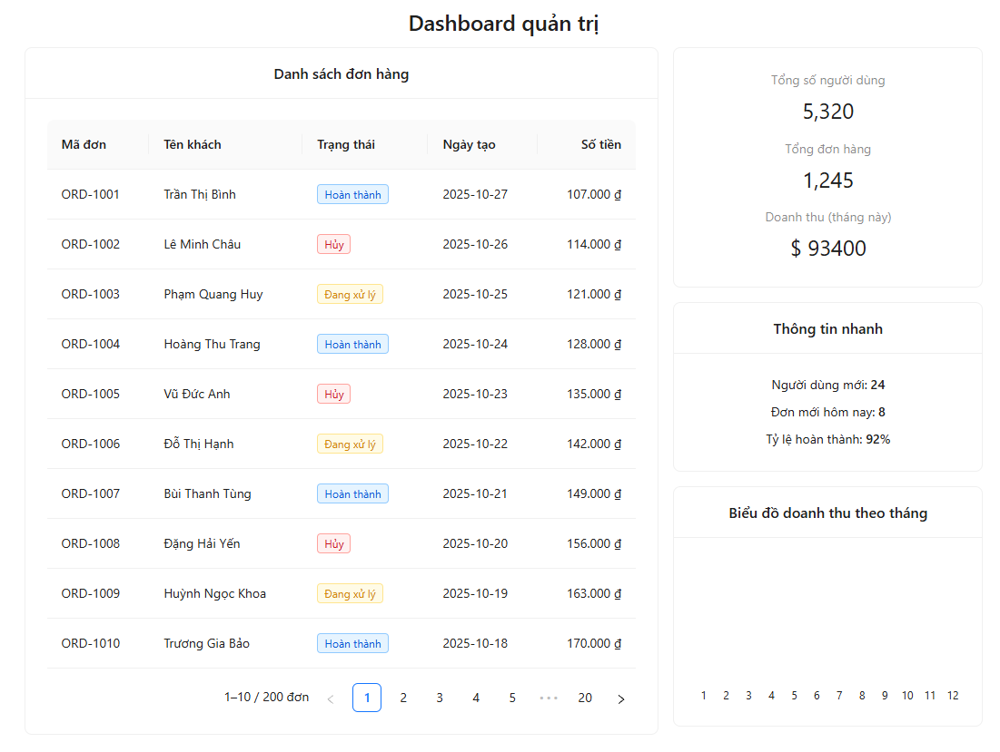 Dashboard quản trị
Danh sách đơn hàng
Mã đơn Tên khách Trạng thái Ngày tạo Số tiền
ORD-1001 Trần Thị Bình Hoàn thành 2025-10-27 107.000 ₫
ORD-1002 Lê Minh Châu Hủy 2025-10-26 114.000 ₫
ORD-1003 Phạm Quang Huy Đang xử lý 2025-10-25 121.000 ₫
ORD-1004 Hoàng Thu Trang Hoàn thành 2025-10-24 128.000 ₫
ORD-1005 Vũ Đức Anh Hủy 2025-10-23 135.000 ₫
ORD-1006 Đỗ Thị Hạnh Đang xử lý 2025-10-22 142.000 ₫
ORD-1007 Bùi Thanh Tùng Hoàn thành 2025-10-21 149.000 ₫
ORD-1008 Đặng Hải Yến Hủy 2025-10-20 156.000 ₫
ORD-1009 Huỳnh Ngọc Khoa Đang xử lý 2025-10-19 163.000 ₫
ORD-1010 Trương Gia Bảo Hoàn thành 2025-10-18 170.000 ₫
1–10 / 200 đơn < 1 2 3 4 5 ••• 20 >
Tổng số người dùng
5,320
Tổng đơn hàng
1,245
Doanh thu (tháng này)
$ 93400
Thông tin nhanh
Người dùng mới: 24
Đơn mới hôm nay: 8
Tỷ lệ hoàn thành: 92%
Biểu đồ doanh thu theo tháng
1 2 3 4 5 6 7 8 9 10 11 12